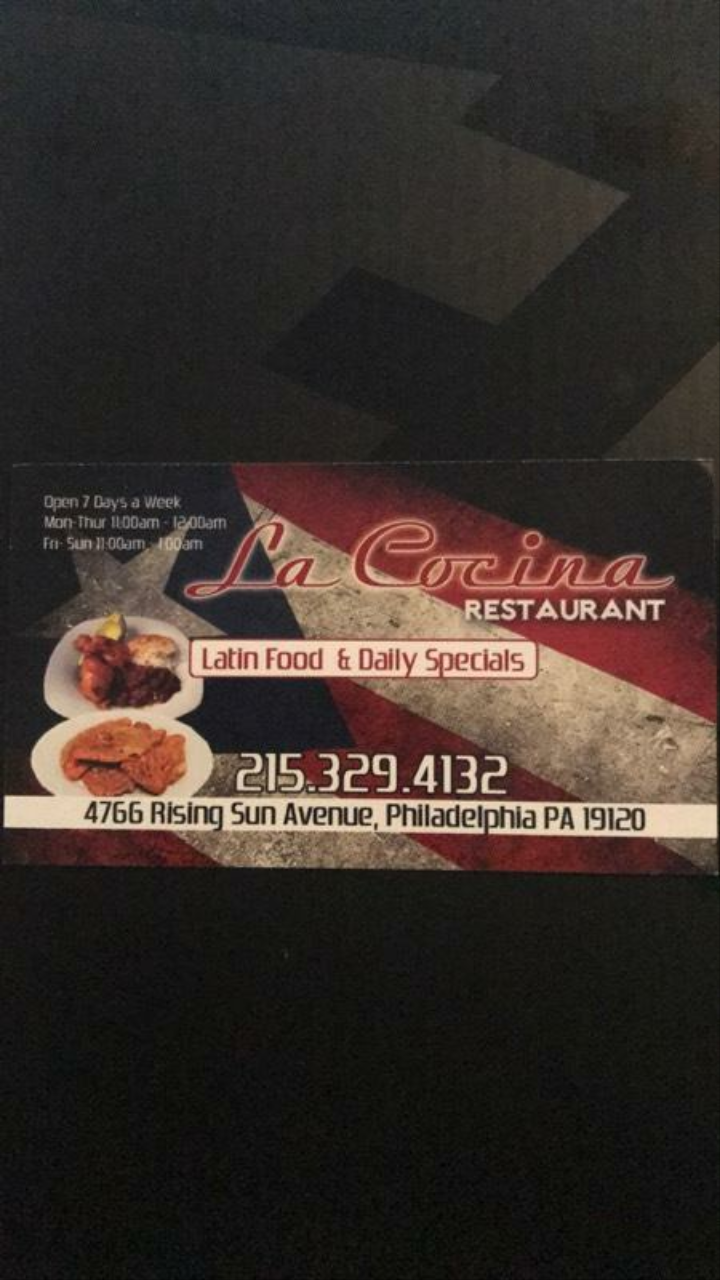 Open 7 Days a Week
Mon-Thur 11:00am - 12:00am
Fri- Sun 11:00am - 1:00am
La Cocina
RESTAURANT
Latin Food & Daily Specials
215.329.4132
4766 Rising Sun Avenue, Philadelphia PA 19120